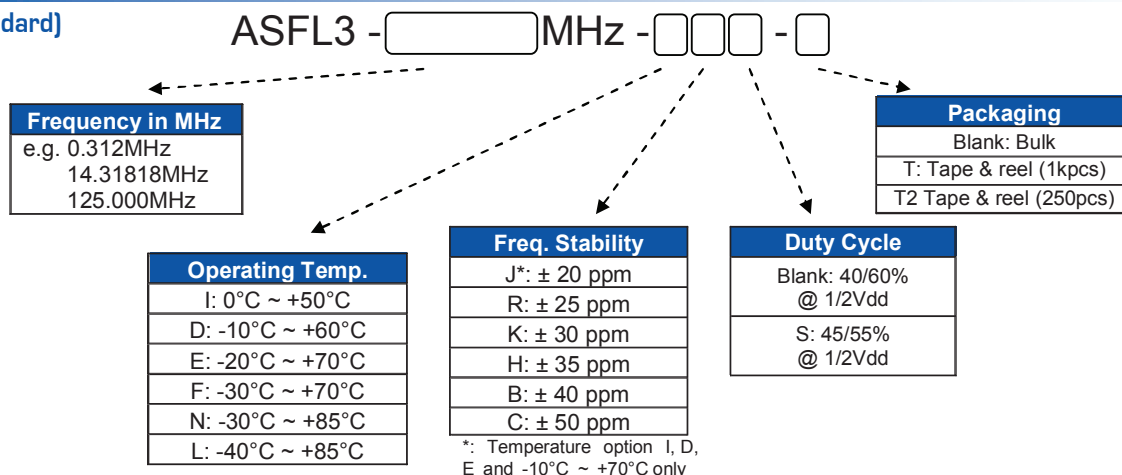 dard)
ASFL3 - MHz - -
Frequency in MHz
e.g. 0.312MHz
14.31818MHz
125.000MHz
Packaging
Blank: Bulk
T: Tape & reel (1kpcs)
T2 Tape & reel (250pcs)
Operating Temp.
I: 0°C ~ +50°C
D: -10°C ~ +60°C
E: -20°C ~ +70°C
F: -30°C ~ +70°C
N: -30°C ~ +85°C
L: -40°C ~ +85°C
Freq. Stability
J*: ± 20 ppm
R: ± 25 ppm
K: ± 30 ppm
H: ± 35 ppm
B: ± 40 ppm
C: ± 50 ppm
*: Temperature option I, D,
E and -10°C ~ +70°C only
Duty Cycle
Blank: 40/60%
@ 1/2Vdd
S: 45/55%
@ 1/2Vdd